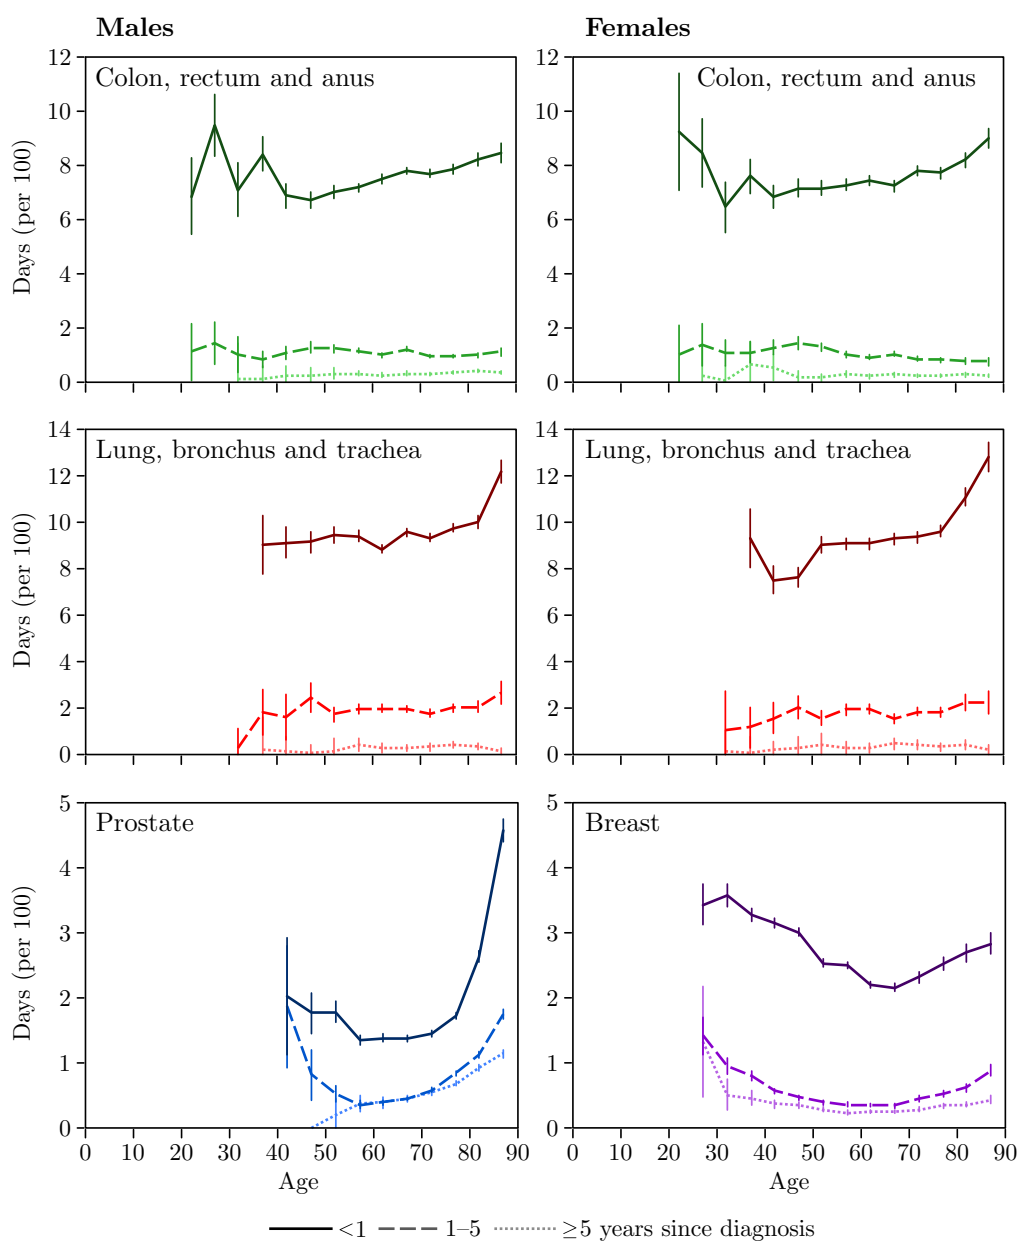 Males Females
Colon, rectum and anus Colon, rectum and anus
Days (per 100)
12 10 8 6 4 2 0
12 10 8 6 4 2 0
Lung, bronchus and trachea Lung, bronchus and trachea
Days (per 100)
14 12 10 8 6 4 2 0
14 12 10 8 6 4 2 0
Prostate Breast
Days (per 100)
5 4 3 2 1 0
5 4 3 2 1 0
0 10 20 30 40 50 60 70 80 90 0 10 20 30 40 50 60 70 80 90
Age Age
<1 1–5 ≥5 years since diagnosis